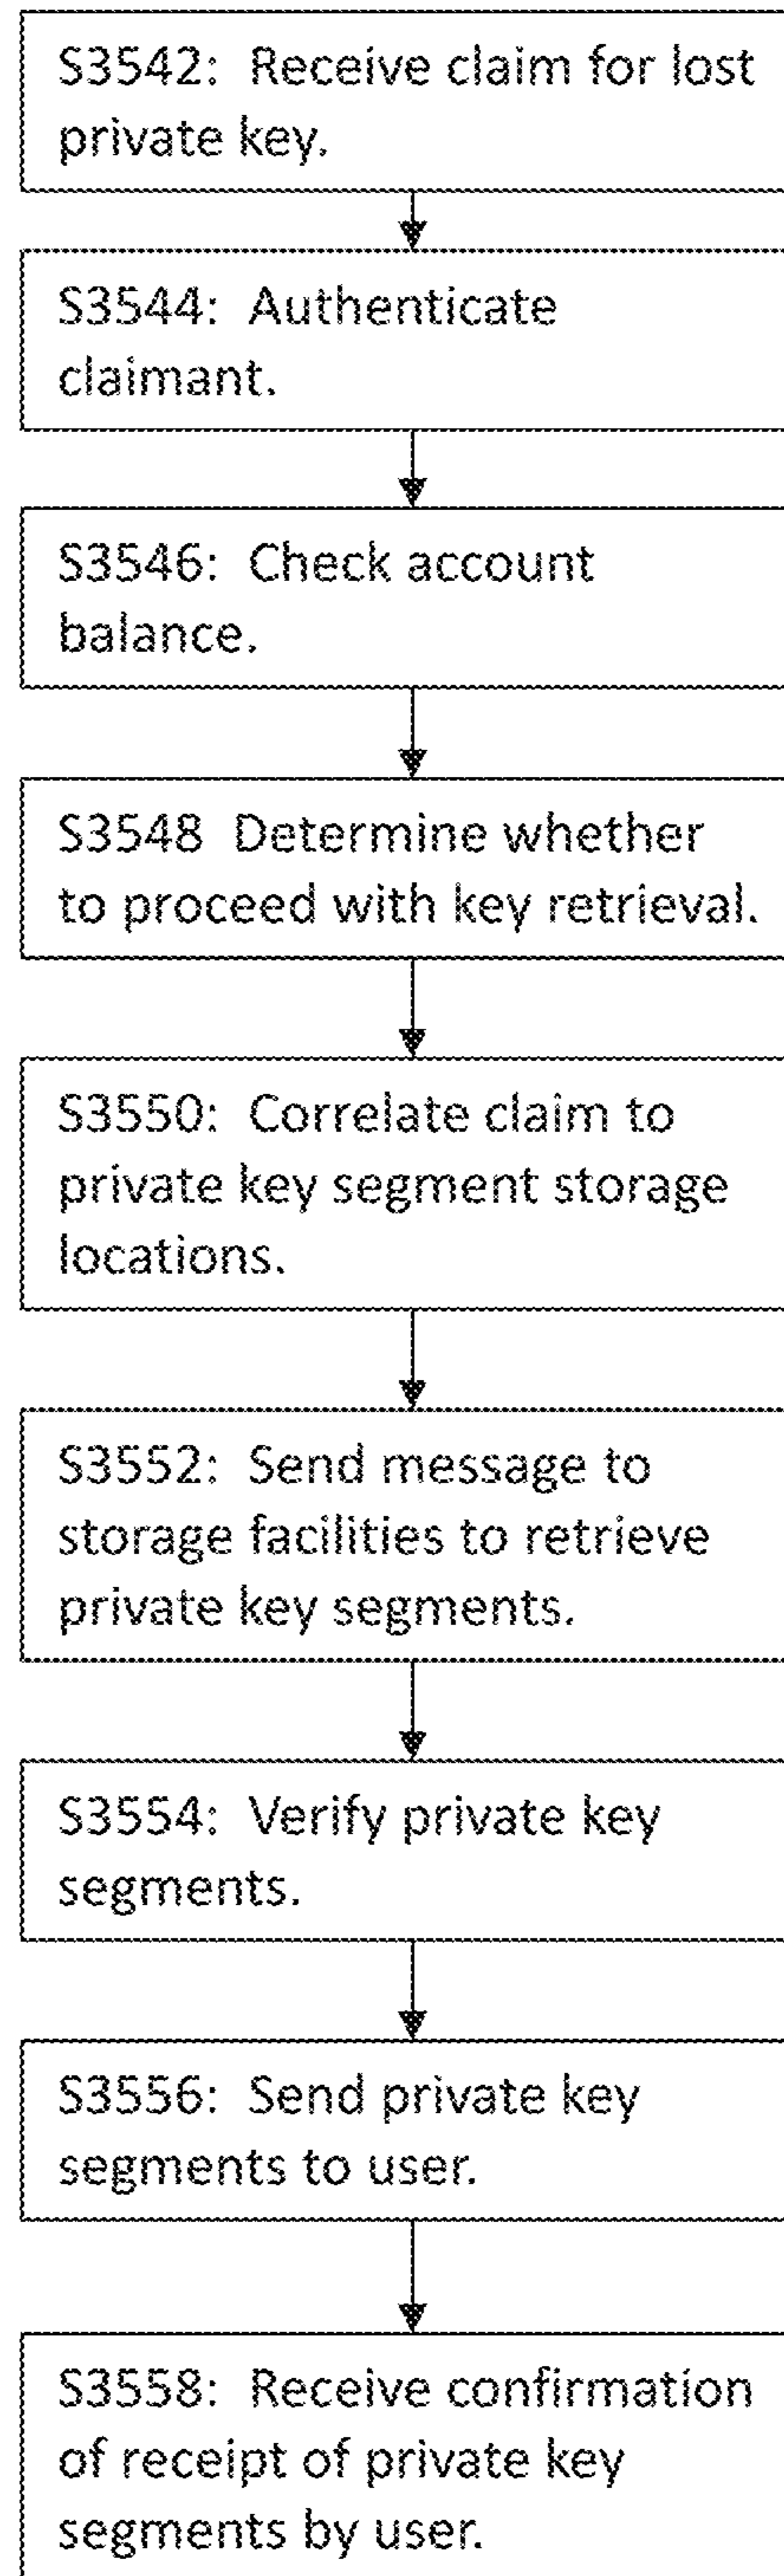 S3542: Receive claim for lost
private key.
S3544: Authenticate
claimant.
S3546: Check account
balance.
S3548 Determine whether
to proceed with key retrieval.
S3550: Correlate claim to
private key segment storage
locations.
S3552: Send message to
storage facilities to retrieve
private key segments.
S3554: Verify private key
segments.
S3556: Send private key
segments to user.
S3558: Receive confirmation
of receipt of private key
segments by user.